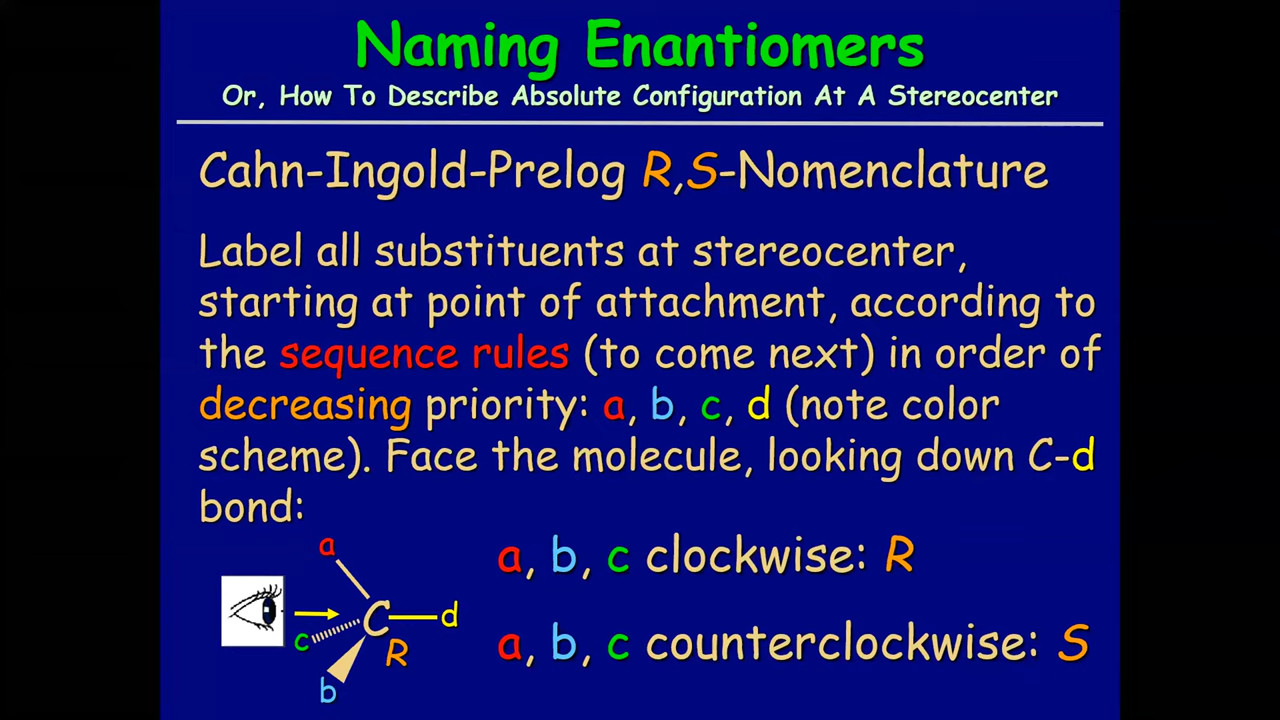 Naming Enantiomers
Or, How To Describe Absolute Configuration At A Stereocenter
Cahn-Ingold-Prelog R,S-Nomenclature
Label all substituents at stereocenter,
starting at point of attachment, according to
the sequence rules (to come next) in order of
decreasing priority: a, b, c, d (note color
scheme). Face the molecule, looking down C-d
bond:
a
C
d
c
R
b
a, b, c clockwise: R
a, b, c counterclockwise: S